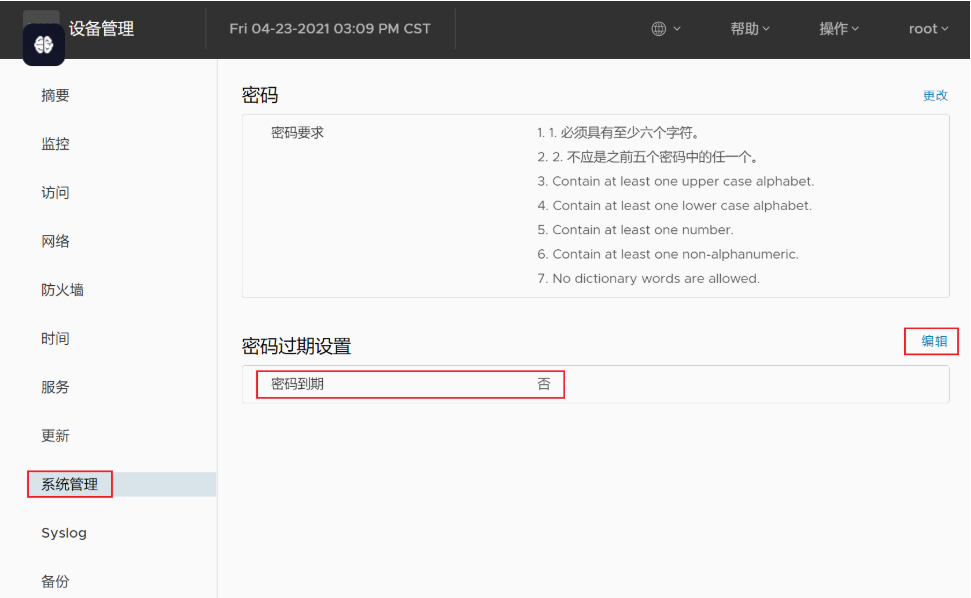 设备管理 Fri 04-23-2021 03:09 PM CST 帮助 操作 root
摘要
监控
访问
网络
防火墙
时间
服务
更新
系统管理
Syslog
备份
密码 更改
密码要求
1. 1. 必须具有至少六个字符。
2. 2. 不应是之前五个密码中的任一个。
3. Contain at least one upper case alphabet.
4. Contain at least one lower case alphabet.
5. Contain at least one number.
6. Contain at least one non-alphanumeric.
7. No dictionary words are allowed.
密码过期设置 编辑
密码到期 否